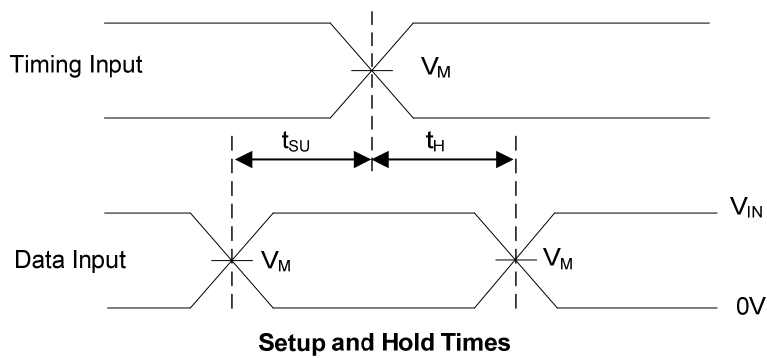 Timing Input
V_M
t_SU
t_H
V_IN
Data Input
V_M
V_M
0V
Setup and Hold Times